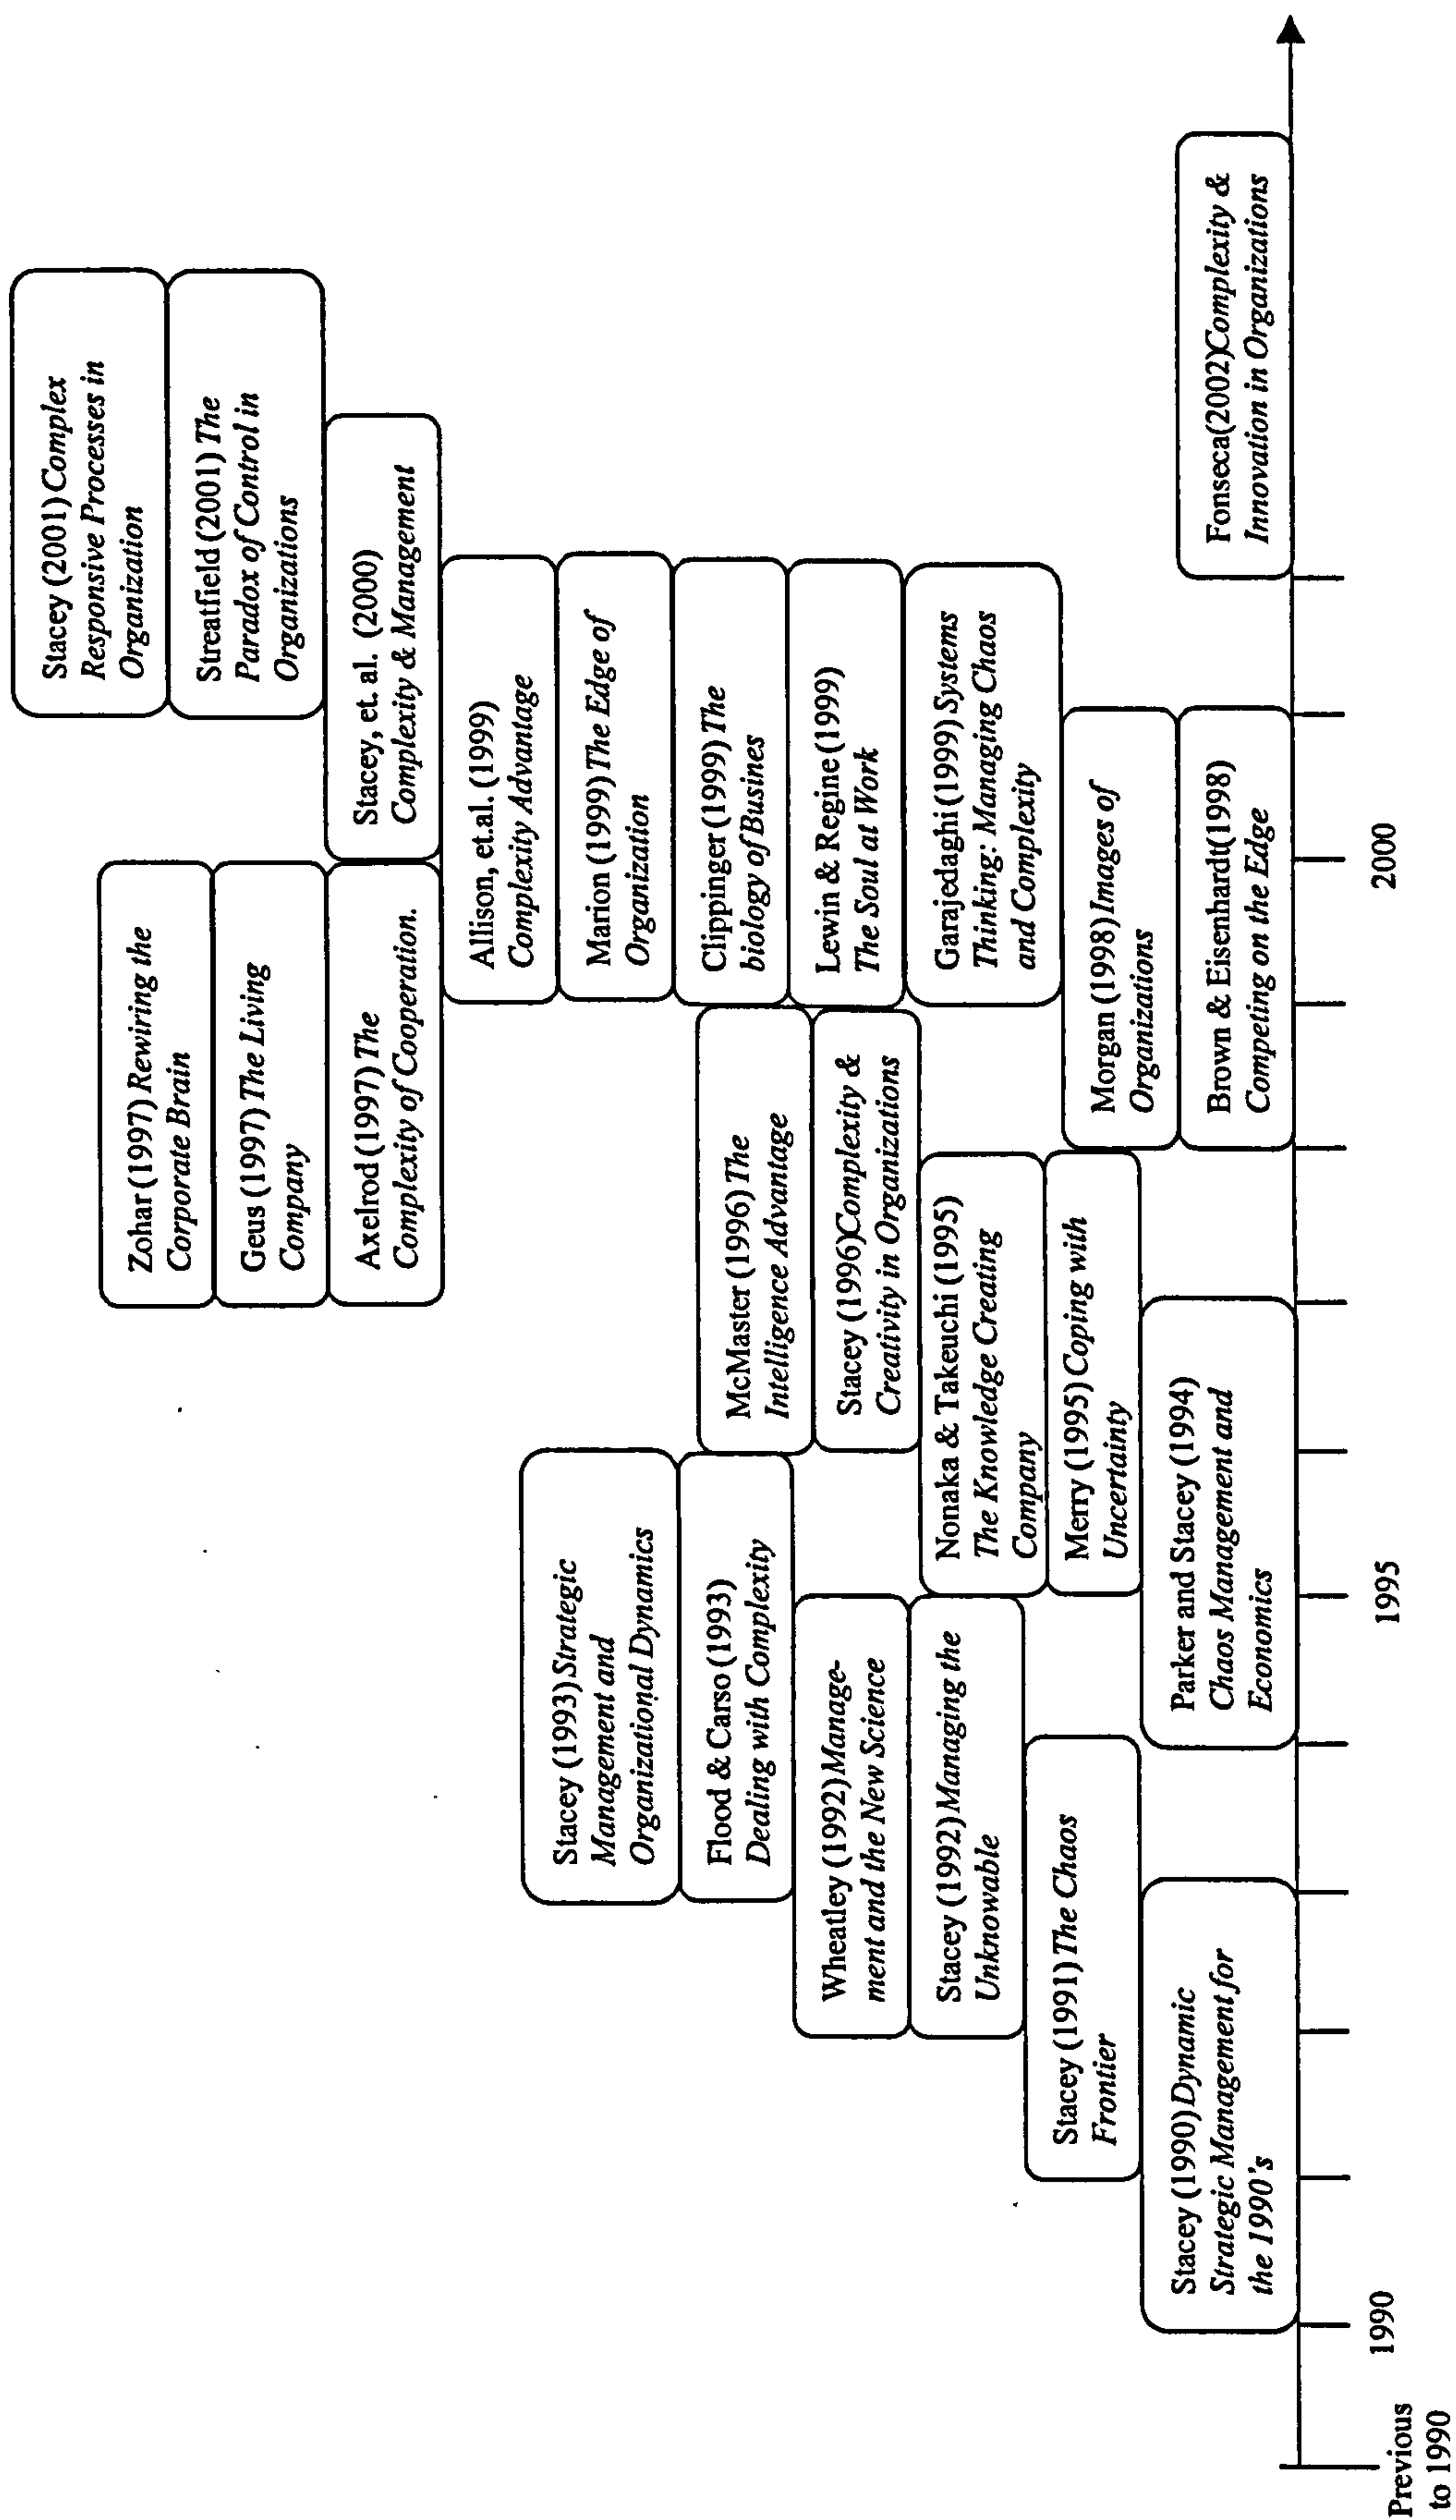 Stacey (2001) Complex
Responsive Processes in
Organization
Zohar (1997) Rewiring the
Corporate Brain
Streatfield (2001) The
Paradox of Control in
Organizations
Geus (1997) The Living
Company
Axelrod (1997) The
Complexity of Cooperation.
Stacey, et. al. (2000)
Complexity & Management
Allison, et.al. (1999)
Complexity Advantage
Stacey (1993) Strategic
Management and
Organizational Dynamics
Marion (1999) The Edge of
Organization
Flood & Carso (1993)
Dealing with Complexity
McMaster (1996) The
Intelligence Advantage
Clippinger (1999) The
biology of Busines
Wheatley (1992) Manage-
ment and the New Science
Stacey (1996)Complexity &
Creativity in Organizations
Lewin & Regine (1999)
The Soul at Work
Stacey (1992) Managing the
Unknowable
Nonaka & Takeuchi (1995)
The Knowledge Creating
Company
Garajedaghi (1999) Systems
Thinking: Managing Chaos
and Complexity
Stacey (1991) The Chaos
Frontier
Merry (1995) Coping with
Uncertainty
Morgan (1998) Images of
Organizations
Stacey (1990) Dynamic
Strategic Management for
the 1990's
Parker and Stacey (1994)
Chaos Management and
Economics
Brown & Eisenhardt(1998)
Competing on the Edge
Fonseca(2002)Complexity &
Innovation in Organizations
Previous
to 1990
1990
1995
2000